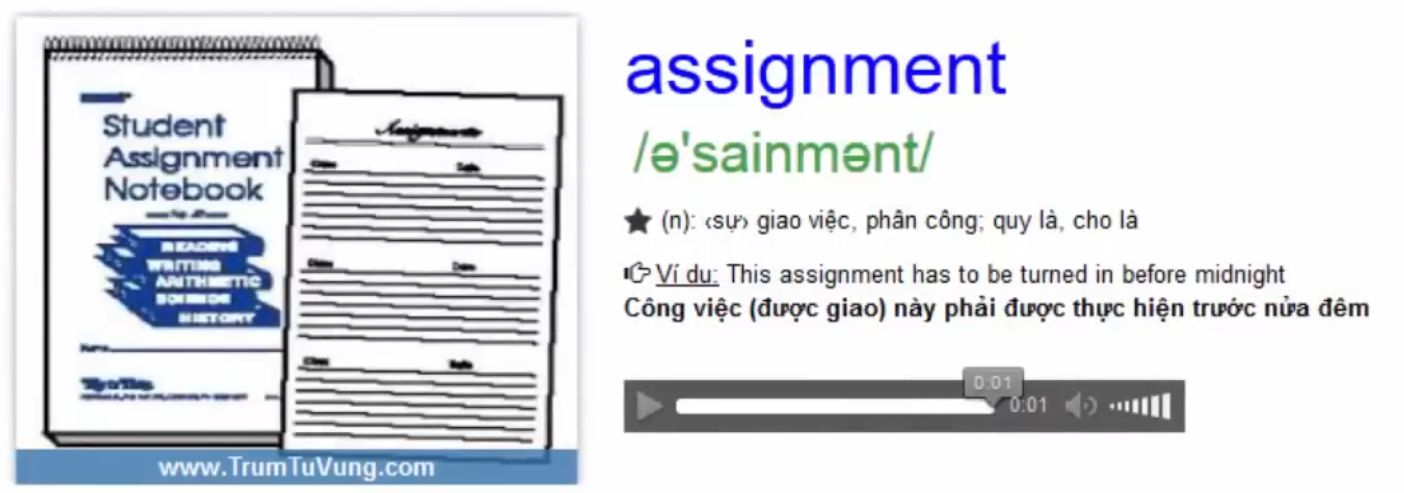 Student
Assignment
Notebook
READING
WRITING
ARITHMETIC
SCIENCE
HISTORY
Assignments
www.TrumTuVung.com
assignment
/ə'sainmənt/
(n): ‹sự› giao việc, phân công; quy là, cho là
Ví dụ: This assignment has to be turned in before midnight
Công việc (được giao) này phải được thực hiện trước nửa đêm
0:01
0:01